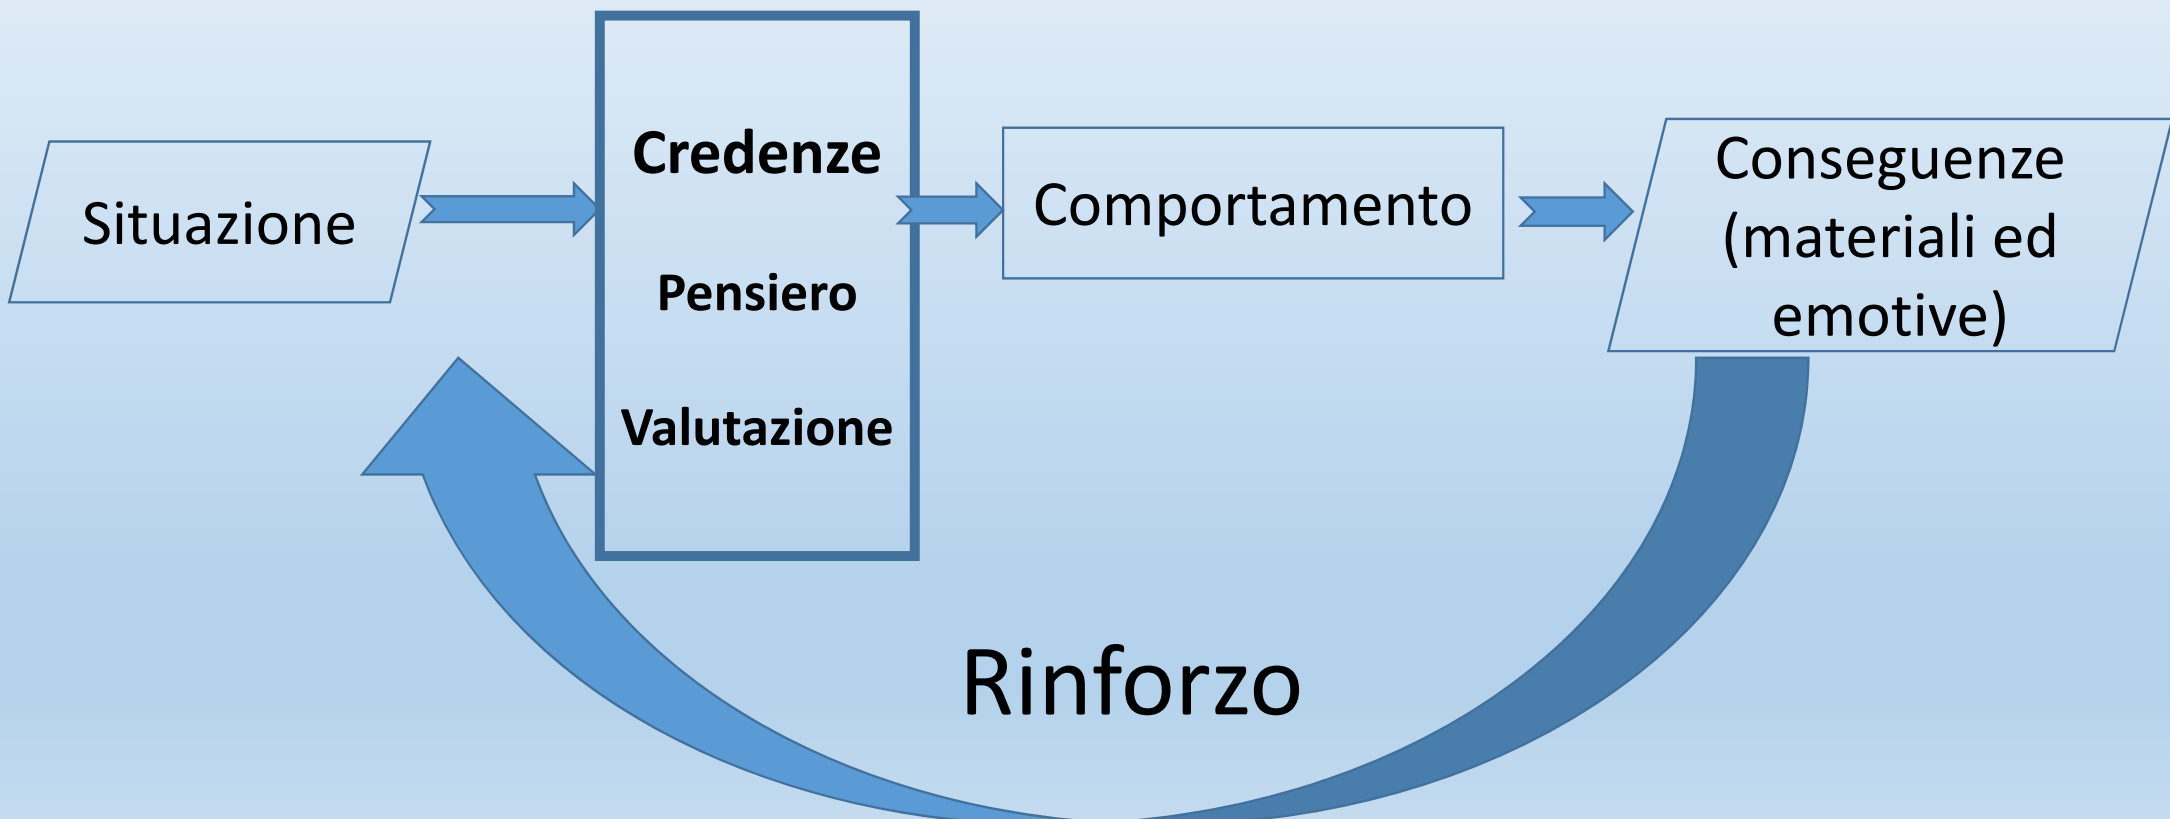 Situazione
Credenze
Pensiero
Valutazione
Comportamento
Conseguenze
(materiali ed
emotive)
Rinforzo